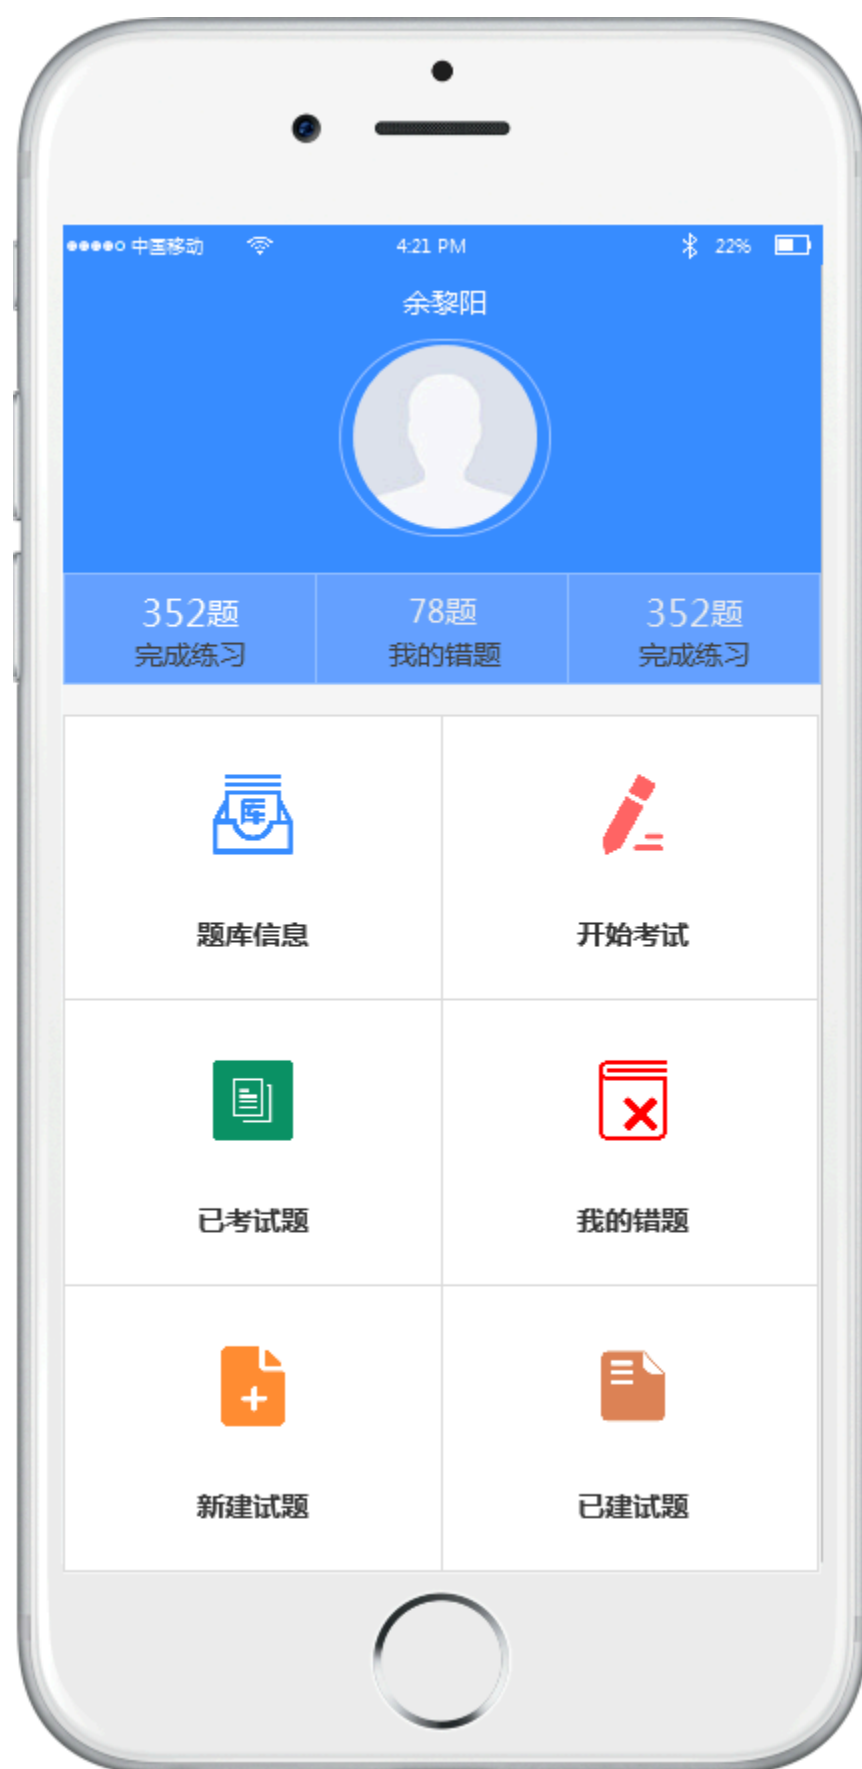 中国移动 4:21 PM 22%
余黎阳
352题 78题 352题
完成练习 我的错题 完成练习
库
题库信息 开始考试
已考试题 我的错题
新建试题 已建试题